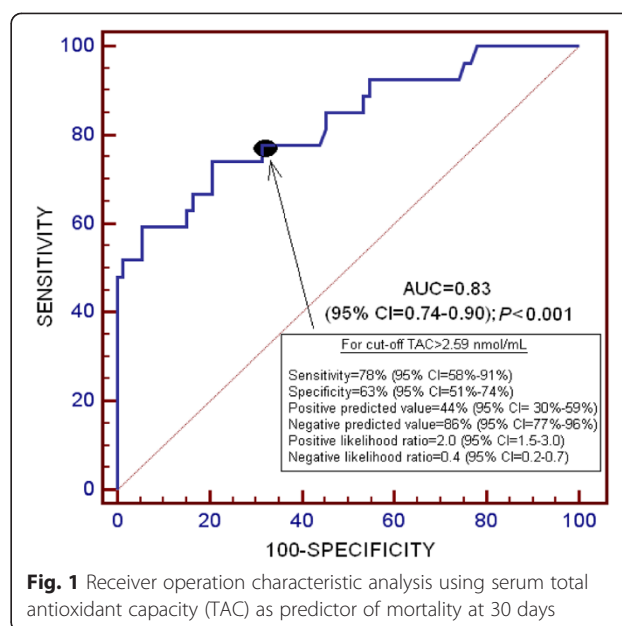 100
80
60
40
20
0
SENSITIVITY
AUC=0.83
(95% CI=0.74-0.90); P<0.001
For cut-off TAC>2.59 nmol/mL
Sensitivity=78% (95% CI=58%-91%)
Specificity=63% (95% CI=51%-74%)
Positive predicted value=44% (95% CI= 30%-59%)
Negative predicted value=86% (95% CI=77%-96%)
Positive likelihood ratio=2.0 (95% CI=1.5-3.0)
Negative likelihood ratio=0.4 (95% CI=0.2-0.7)
0 20 40 60 80 100
100-SPECIFICITY
Fig. 1 Receiver operation characteristic analysis using serum total
antioxidant capacity (TAC) as predictor of mortality at 30 days